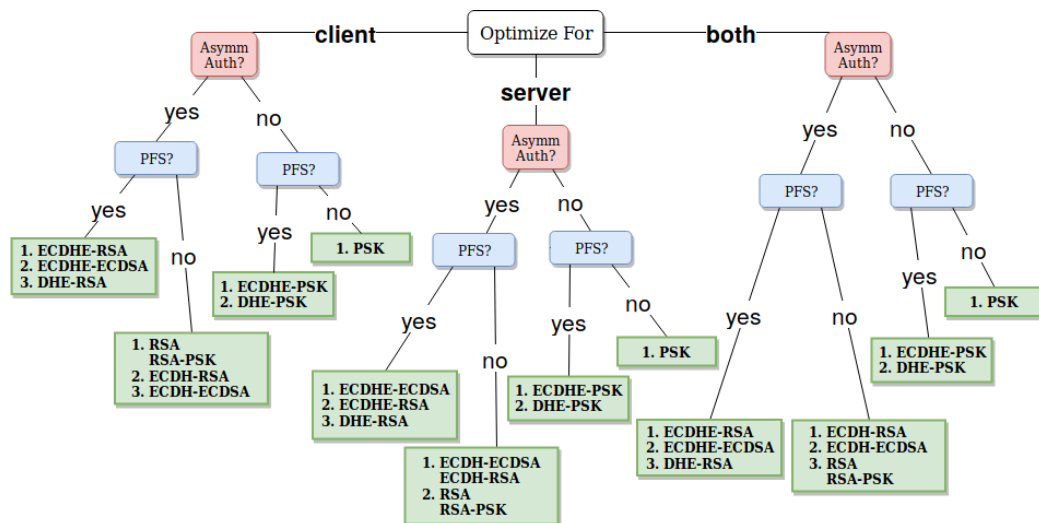 Optimize For
client
server
both
Asymm
Auth?
yes
no
PFS?
yes
no
1. ECDHE-RSA
2. ECDHE-ECDSA
3. DHE-RSA
1. RSA
RSA-PSK
2. ECDH-RSA
3. ECDH-ECDSA
PFS?
yes
no
1. ECDHE-PSK
2. DHE-PSK
1. PSK
Asymm
Auth?
yes
no
PFS?
yes
no
1. ECDHE-ECDSA
2. ECDHE-RSA
3. DHE-RSA
1. ECDH-ECDSA
ECDH-RSA
2. RSA
RSA-PSK
PFS?
yes
no
1. ECDHE-PSK
2. DHE-PSK
1. PSK
Asymm
Auth?
yes
no
PFS?
yes
no
1. ECDHE-RSA
2. ECDHE-ECDSA
3. DHE-RSA
1. ECDH-RSA
2. ECDH-ECDSA
3. RSA
RSA-PSK
PFS?
yes
no
1. ECDHE-PSK
2. DHE-PSK
1. PSK